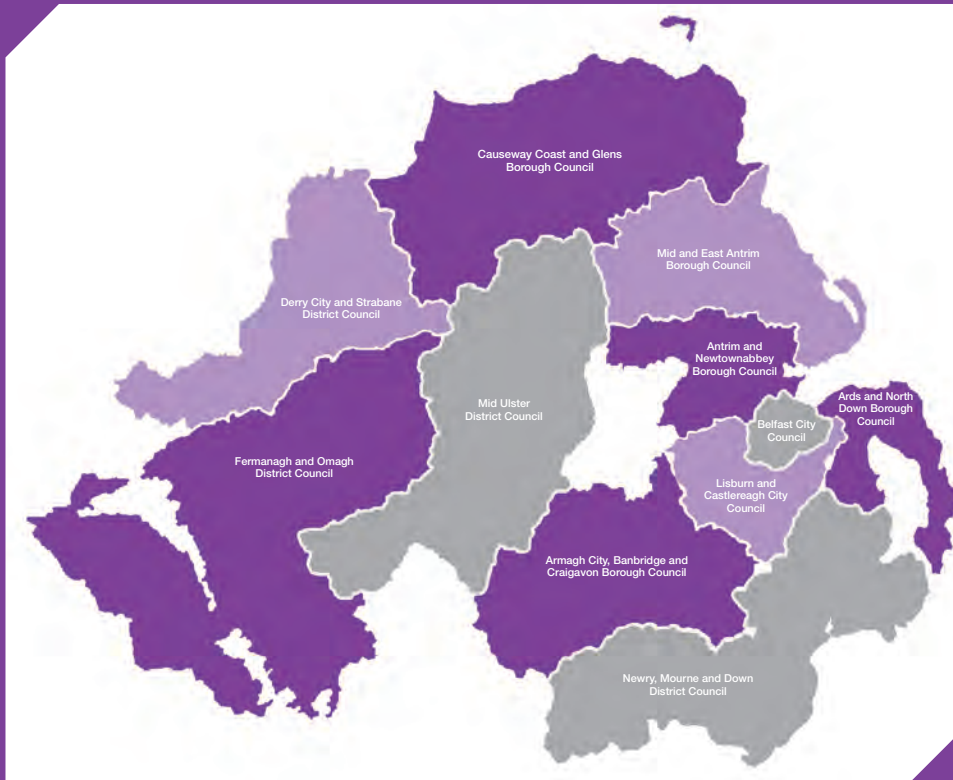 Causeway Coast and Glens
Borough Council
Mid and East Antrim
Borough Council
Derry City and Strabane
District Council
Antrim and
Newtownabbey
Borough Council
Mid Ulster
District Council
Ards and North
Down Borough
Council
Belfast City
Council
Fermanagh and Omagh
District Council
Lisburn and
Castlereagh City
Council
Armagh City, Banbridge and
Craigavon Borough Council
Newry, Mourne and Down
District Council